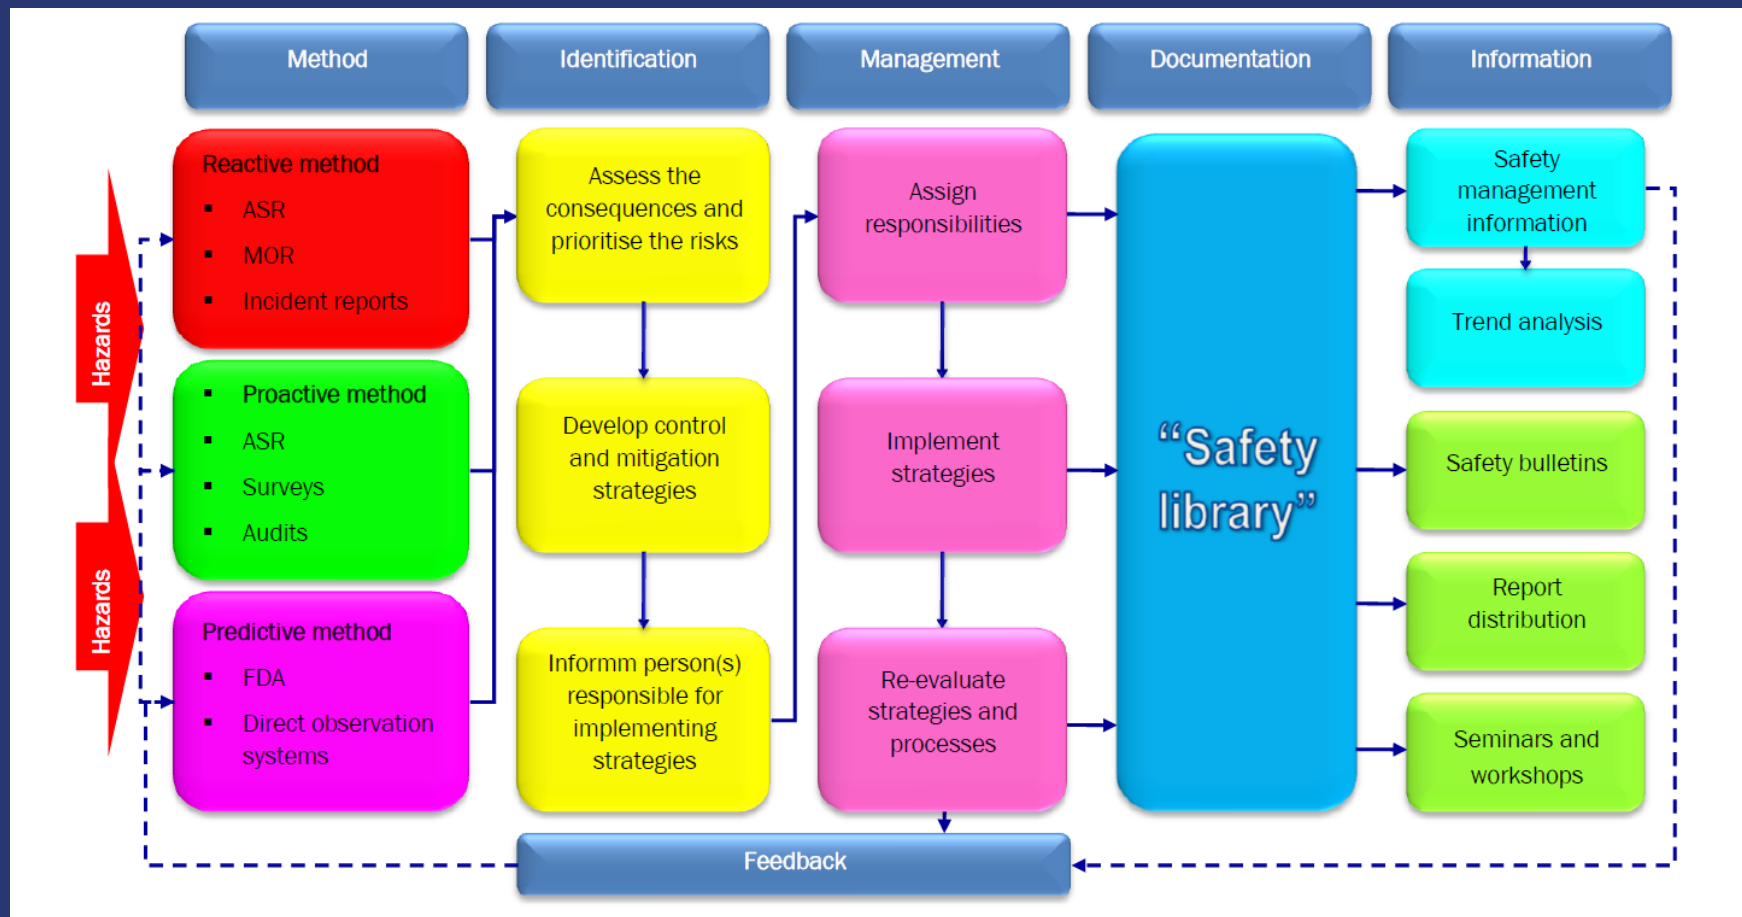 Method
Identification
Management
Documentation
Information
Hazards
Hazards
Reactive method
▪ ASR
▪ MOR
▪ Incident reports
▪ Proactive method
▪ ASR
▪ Surveys
▪ Audits
Predictive method
▪ FDA
▪ Direct observation
systems
Assess the
consequences and
prioritise the risks
Develop control
and mitigation
strategies
Informm person(s)
responsible for
implementing
strategies
Assign
responsibilities
Implement
strategies
Re-evaluate
strategies and
processes
“Safety
library”
Safety
management
information
Trend analysis
Safety bulletins
Report
distribution
Seminars and
workshops
Feedback